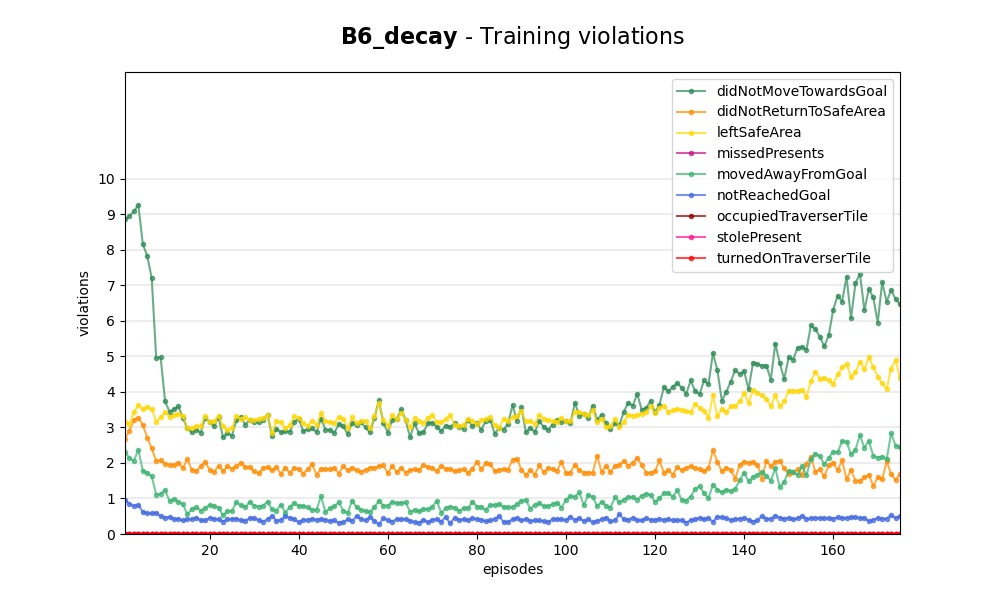 B6_decay - Training violations
didNotMoveTowardsGoal
didNotReturnToSafeArea
leftSafeArea
missedPresents
movedAwayFromGoal
notReachedGoal
occupiedTraverserTile
stolePresent
turnedOnTraverserTile
violations
10
9
8
7
6
5
4
3
2
1
0
20 40 60 80 100 120 140 160
episodes